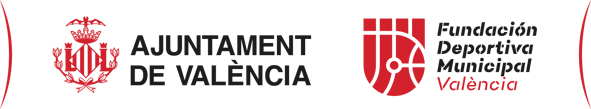 AJUNTAMENT
DE VALÈNCIA
Fundación
Deportiva
Municipal
València